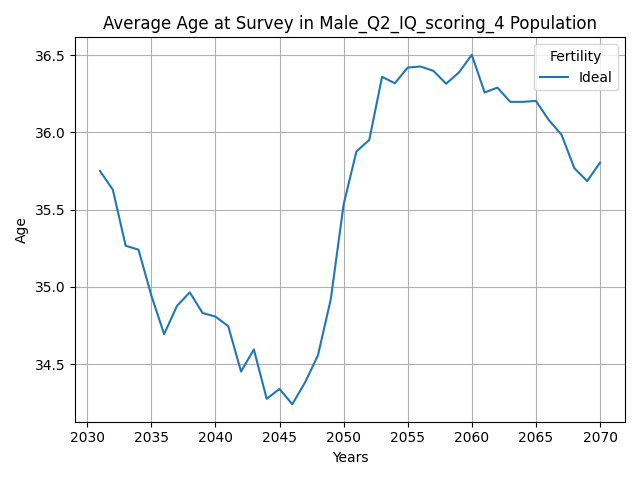 Average Age at Survey in Male_Q2_IQ_scoring_4 Population
Fertility
Ideal
36.5
36.0
35.5
35.0
34.5
Age
2030 2035 2040 2045 2050 2055 2060 2065 2070
Years